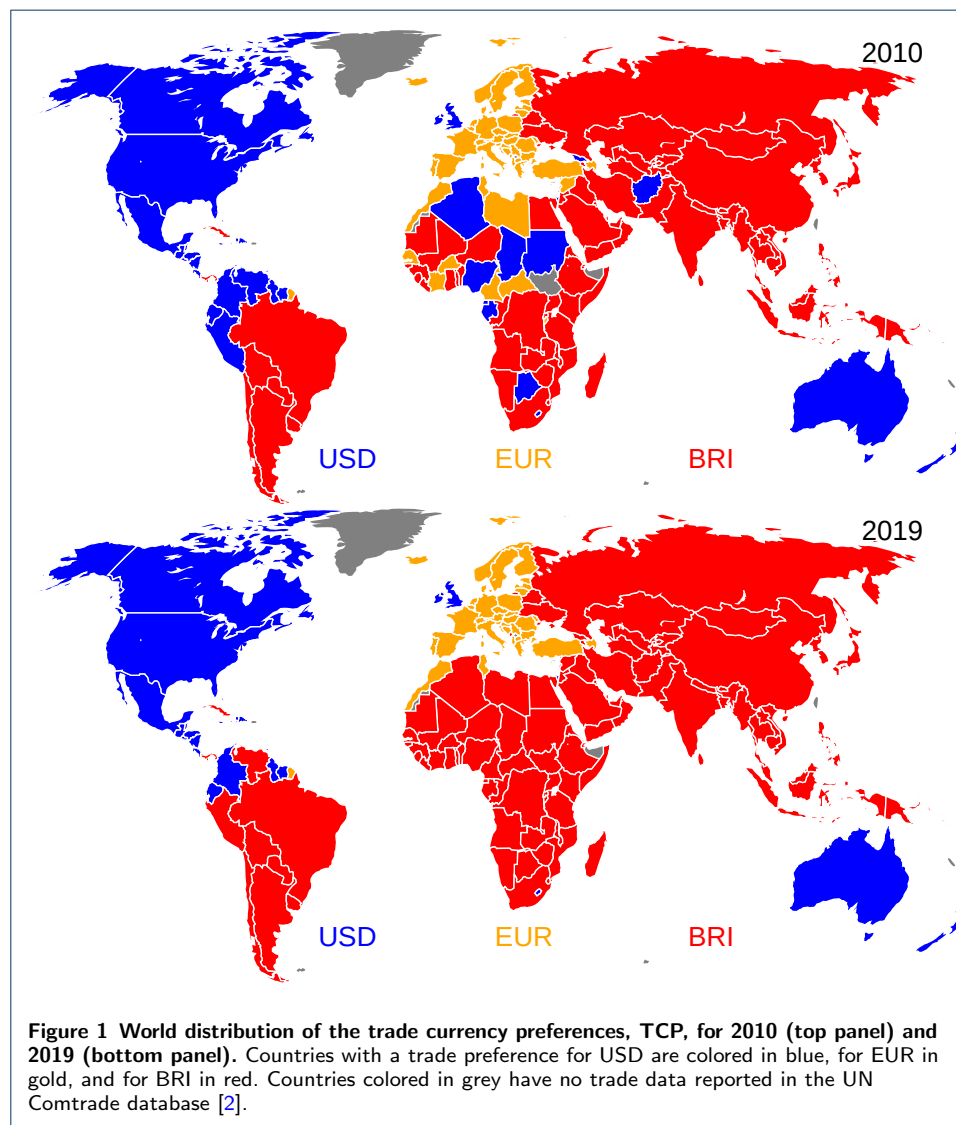 2010
USD EUR BRI
2019
USD EUR BRI
Figure 1 World distribution of the trade currency preferences, TCP, for 2010 (top panel) and
2019 (bottom panel). Countries with a trade preference for USD are colored in blue, for EUR in
gold, and for BRI in red. Countries colored in grey have no trade data reported in the UN
Comtrade database [2].